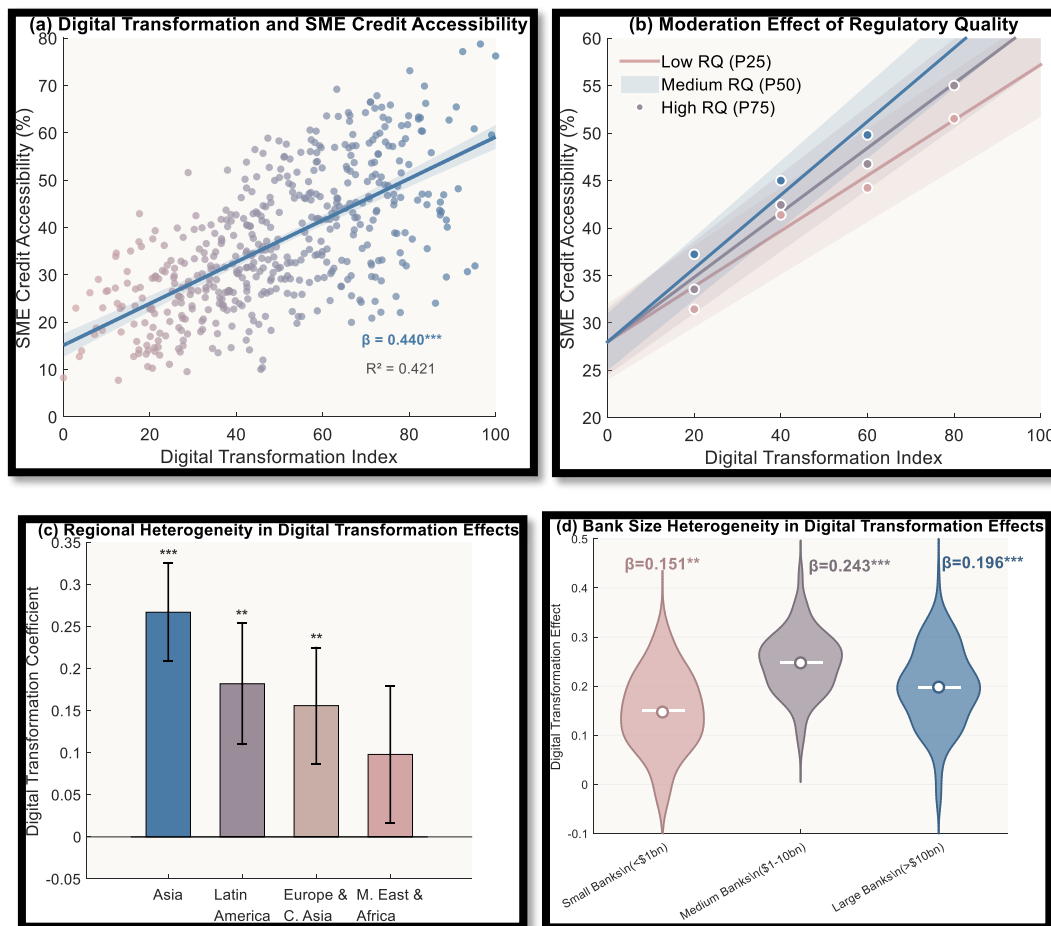 (a) Digital Transformation and SME Credit Accessibility
80
70
60
50
40
30
20
10
0
SME Credit Accessibility (%)
β = 0.440***
R² = 0.421
0 20 40 60 80 100
Digital Transformation Index
(b) Moderation Effect of Regulatory Quality
60
55
50
45
40
35
30
25
20
SME Credit Accessibility (%)
Low RQ (P25)
Medium RQ (P50)
High RQ (P75)
0 20 40 60 80 100
Digital Transformation Index
(c) Regional Heterogeneity in Digital Transformation Effects
0.35
0.3
0.25
0.2
0.15
0.1
0.05
0
-0.05
Digital Transformation Coefficient
***
**
**
Asia
Latin
America
Europe &
C. Asia
M. East &
Africa
(d) Bank Size Heterogeneity in Digital Transformation Effects
0.5
0.4
0.3
0.2
0.1
0
-0.1
Digital Transformation Effect
β=0.151**
β=0.243***
β=0.196***
Small Banks\n(<$1bn)
Medium Banks\n($1-10bn)
Large Banks\n(>$10bn)